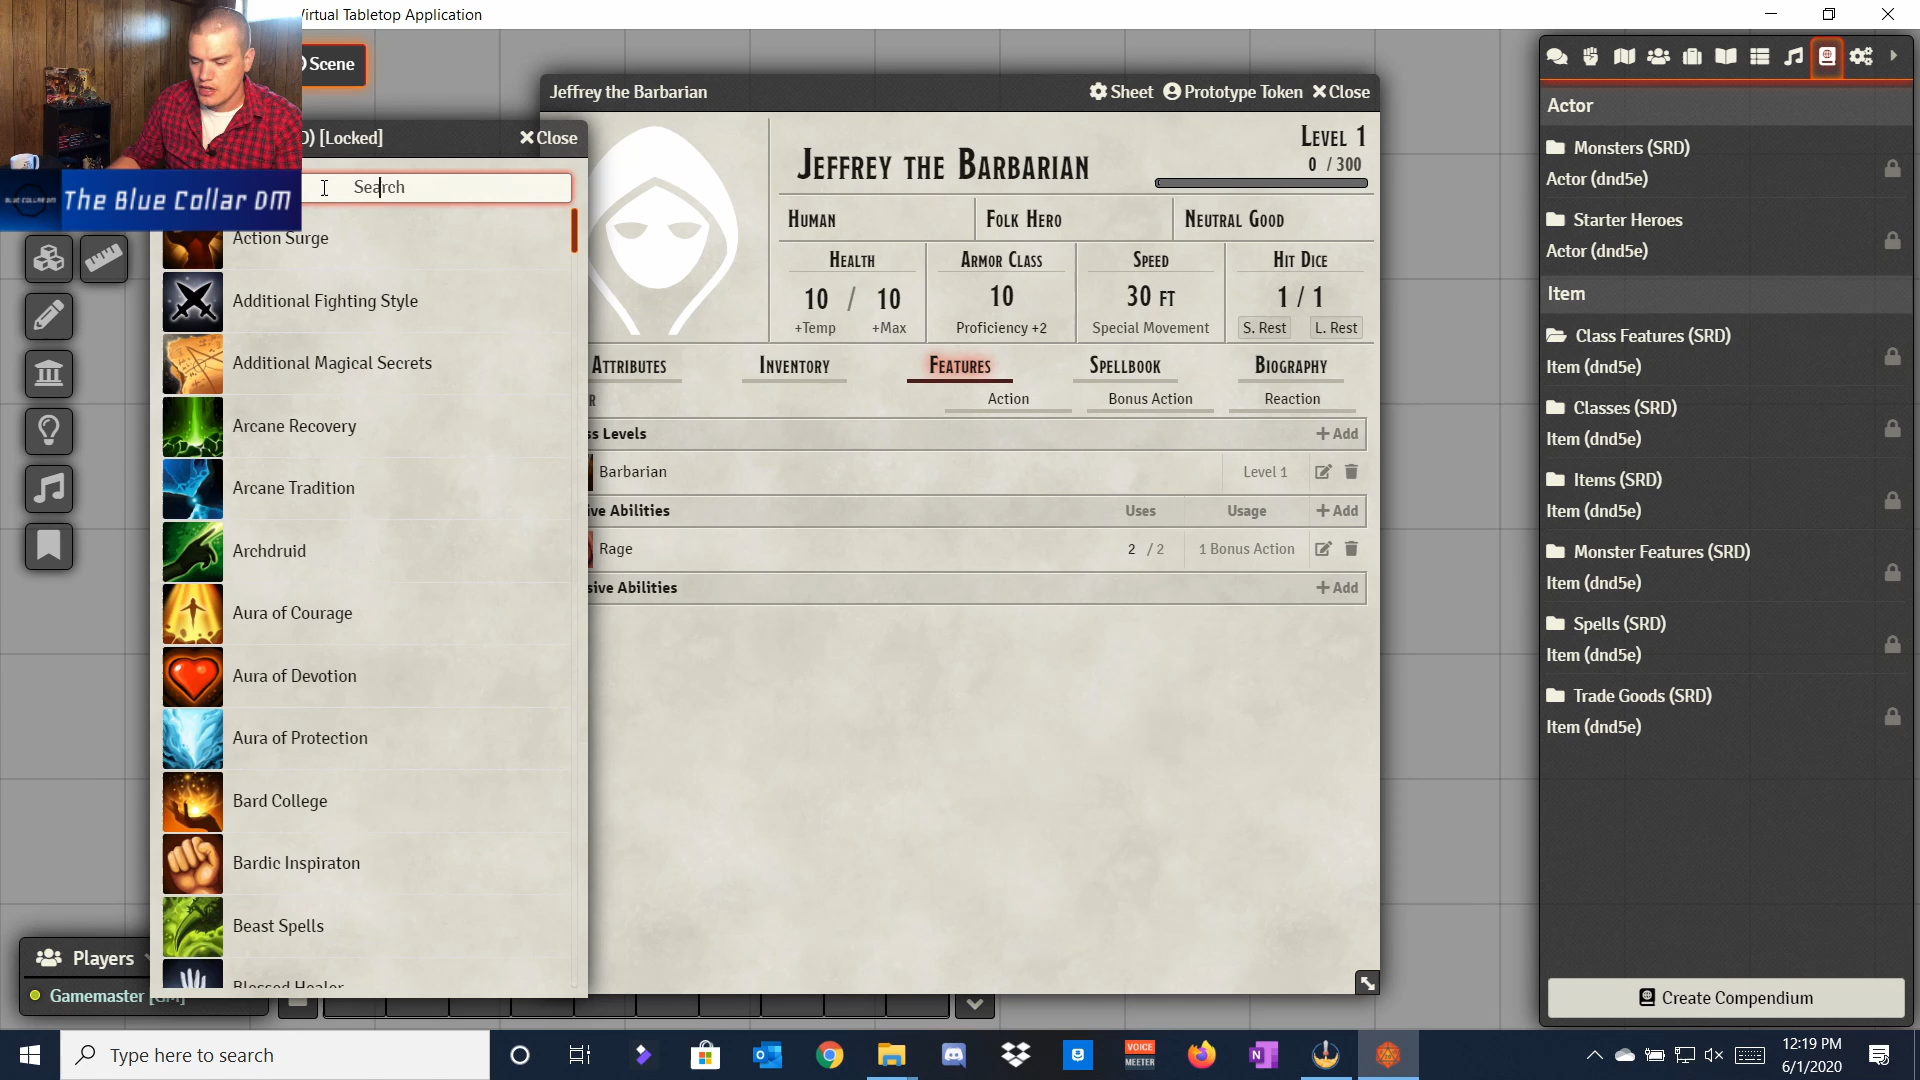 Virtual Tabletop Application
Scene
The Blue Collar DM
[Locked]
Close
Search
Action Surge
Additional Fighting Style
Additional Magical Secrets
Arcane Recovery
Arcane Tradition
Archdruid
Aura of Courage
Aura of Devotion
Aura of Protection
Bard College
Bardic Inspiraton
Beast Spells
Blessed Healer
Jeffrey the Barbarian
Sheet Prototype Token Close
Jeffrey the Barbarian
Level 1
0 / 300
Human Folk Hero Neutral Good
Health Armor Class Speed Hit Dice
10 / 10 10 30 FT 1 / 1
+Temp +Max Proficiency +2 Special Movement S. Rest L. Rest
Attributes Inventory Features Spellbook Biography
Action Bonus Action Reaction
ss Levels + Add
Barbarian Level 1
ive Abilities Uses Usage + Add
Rage 2 / 2 1 Bonus Action
sive Abilities + Add
Actor
Monsters (SRD)
Actor (dnd5e)
Starter Heroes
Actor (dnd5e)
Item
Class Features (SRD)
Item (dnd5e)
Classes (SRD)
Item (dnd5e)
Items (SRD)
Item (dnd5e)
Monster Features (SRD)
Item (dnd5e)
Spells (SRD)
Item (dnd5e)
Trade Goods (SRD)
Item (dnd5e)
Create Compendium
Players
Gamemaster [GM]
Type here to search
VOICE
MEETER
12:19 PM
6/1/2020